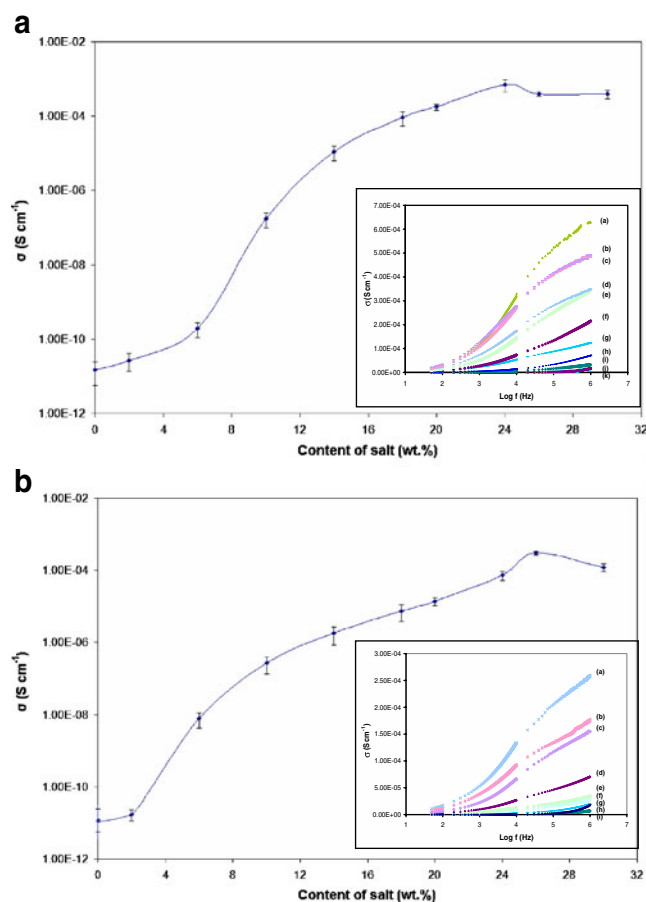 a
1.00E-02
1.00E-04
1.00E-06
1.00E-08
1.00E-10
1.00E-12
σ (S cm⁻¹)
0 4 8 12 16 20 24 28 32
Content of salt (wt.%)
7.00E-04
6.00E-04
5.00E-04
4.00E-04
3.00E-04
2.00E-04
1.00E-04
0.00E+00
σ (S cm⁻¹)
1 2 3 4 5 6 7
Log f (Hz)
(a)
(b)
(c)
(d)
(e)
(f)
(g)
(h)
(i)
(j)
(k)
b
1.00E-02
1.00E-04
1.00E-06
1.00E-08
1.00E-10
1.00E-12
σ (S cm⁻¹)
0 4 8 12 16 20 24 28 32
Content of salt (wt.%)
3.00E-04
2.50E-04
2.00E-04
1.50E-04
1.00E-04
5.00E-05
0.00E+00
σ (S cm⁻¹)
1 2 3 4 5 6 7
Log f (Hz)
(a)
(b)
(c)
(d)
(e)
(f)
(g)
(h)
(i)